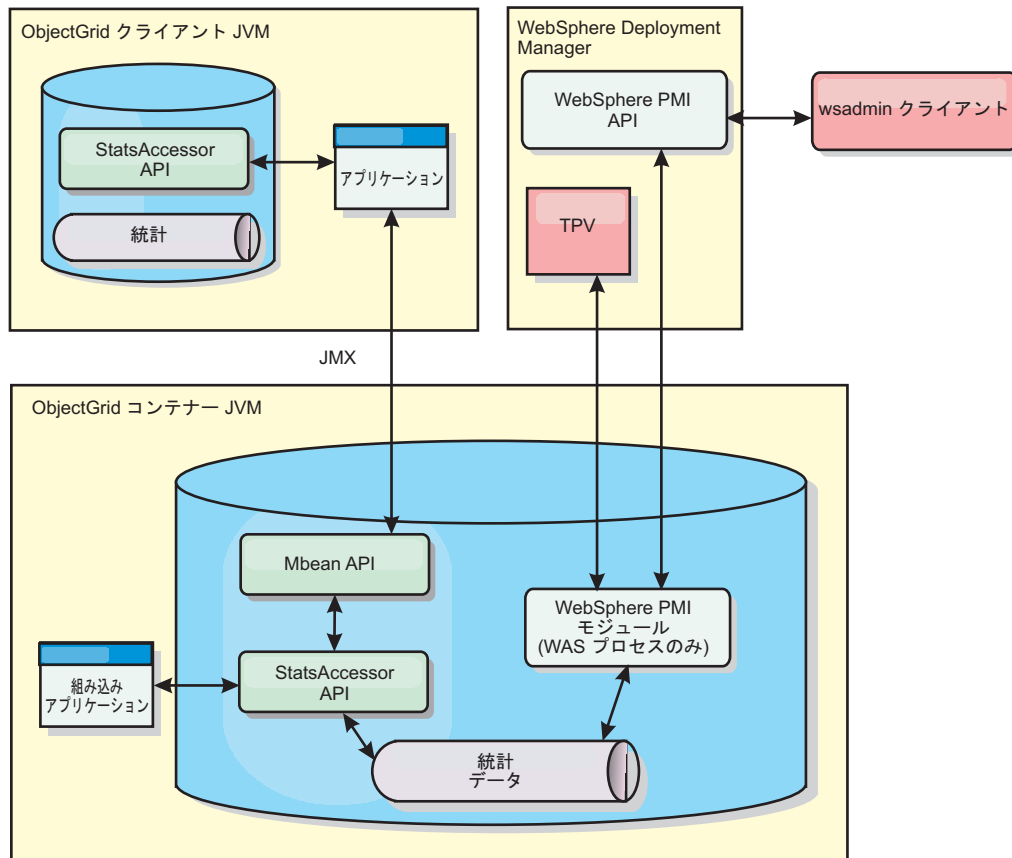 ObjectGrid クライアント JVM
StatsAccessor
API
統計
アプリケーション
WebSphere Deployment
Manager
WebSphere PMI
API
wsadmin クライアント
TPV
JMX
ObjectGrid コンテナー JVM
Mbean API
StatsAccessor
API
組み込み
アプリケーション
WebSphere PMI
モジュール
(WAS プロセスのみ)
統計
データ